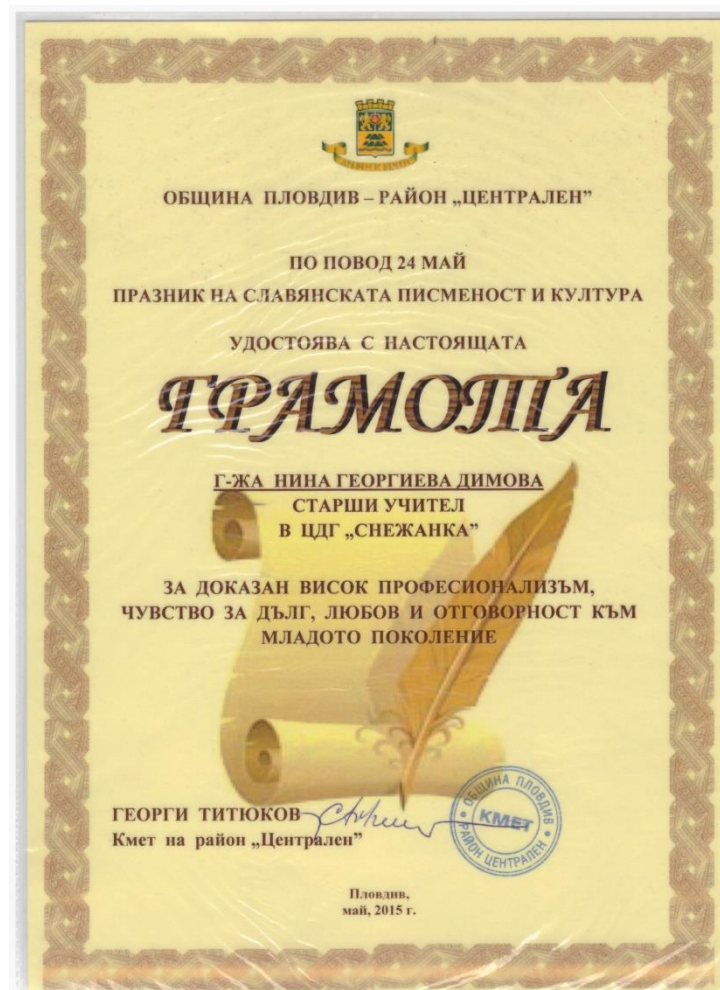 ДРЕВЕН И ВЕЧЕН
ОБЩИНА ПЛОВДИВ – РАЙОН „ЦЕНТРАЛЕН”
ПО ПОВОД 24 МАЙ
ПРАЗНИК НА СЛАВЯНСКАТА ПИСМЕНОСТ И КУЛТУРА
УДОСТОЯВА С НАСТОЯЩАТА
ГРАМОТА
Г-ЖА НИНА ГЕОРГИЕВА ДИМОВА
СТАРШИ УЧИТЕЛ
В ЦДГ „СНЕЖАНКА”
ЗА ДОКАЗАН ВИСОК ПРОФЕСИОНАЛИЗЪМ,
ЧУВСТВО ЗА ДЪЛГ, ЛЮБОВ И ОТГОВОРНОСТ КЪМ
МЛАДОТО ПОКОЛЕНИЕ
ГЕОРГИ ТИТЮКОВ
Кмет на район „Централен”
ОБЩИНА ПЛОВДИВ
КМЕТ
РАЙОН ЦЕНТРАЛЕН
Пловдив,
май, 2015 г.